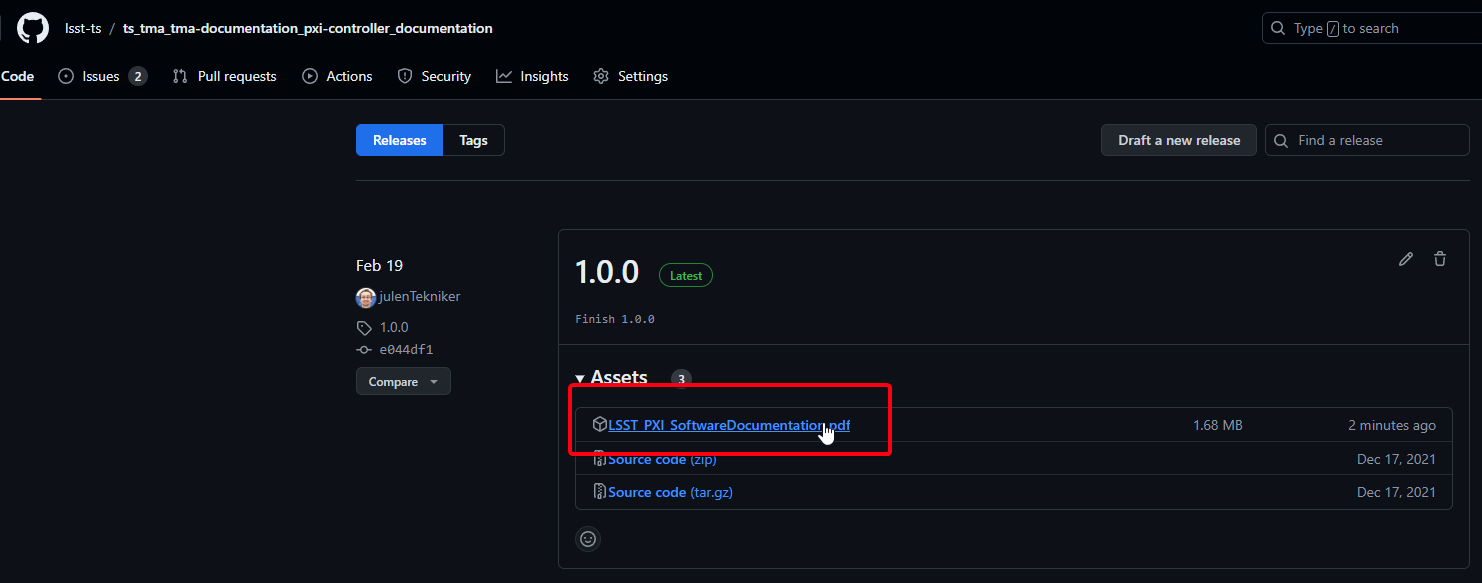 lsst-ts / ts_tma_tma-documentation_pxi-controller_documentation
Type / to search
Code Issues 2 Pull requests Actions Security Insights Settings
Releases Tags
Draft a new release
Find a release
Feb 19
julenTekniker
1.0.0
e044df1
Compare
1.0.0 Latest
Finish 1.0.0
Assets 3
LSST_PXI_SoftwareDocumentation.pdf 1.68 MB 2 minutes ago
Source code (zip) Dec 17, 2021
Source code (tar.gz) Dec 17, 2021